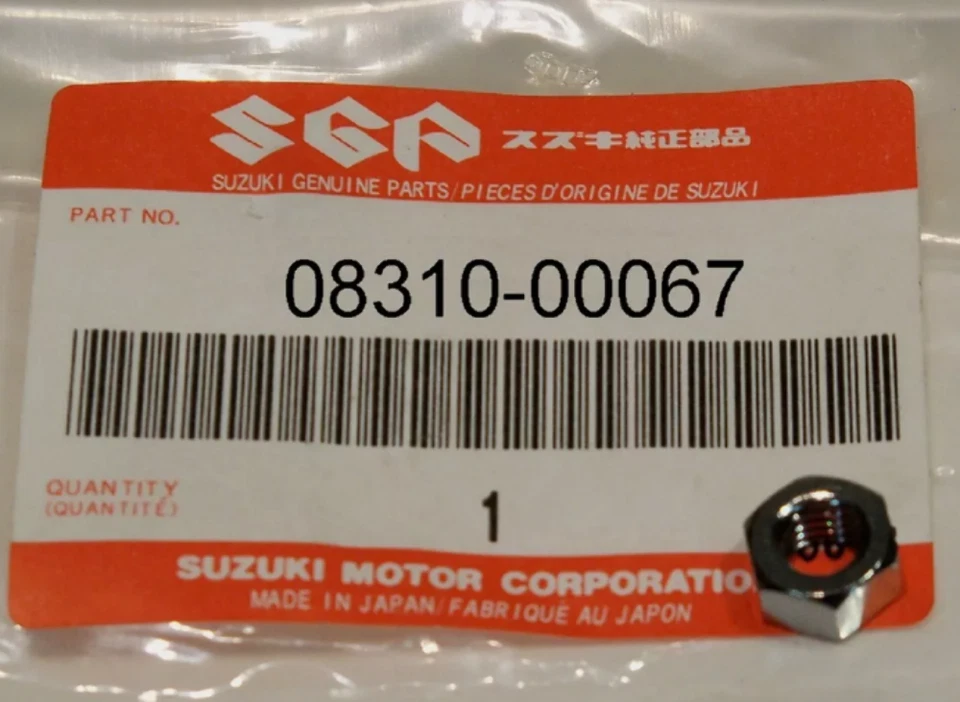 SGP スズキ純正部品
SUZUKI GENUINE PARTS/PIECES D'ORIGINE DE SUZUKI
PART NO.
08310-00067
QUANTITY
(QUANTITÉ)
1
SUZUKI MOTOR CORPORATIO
MADE IN JAPAN/FABRIQUÉ AU JAPON